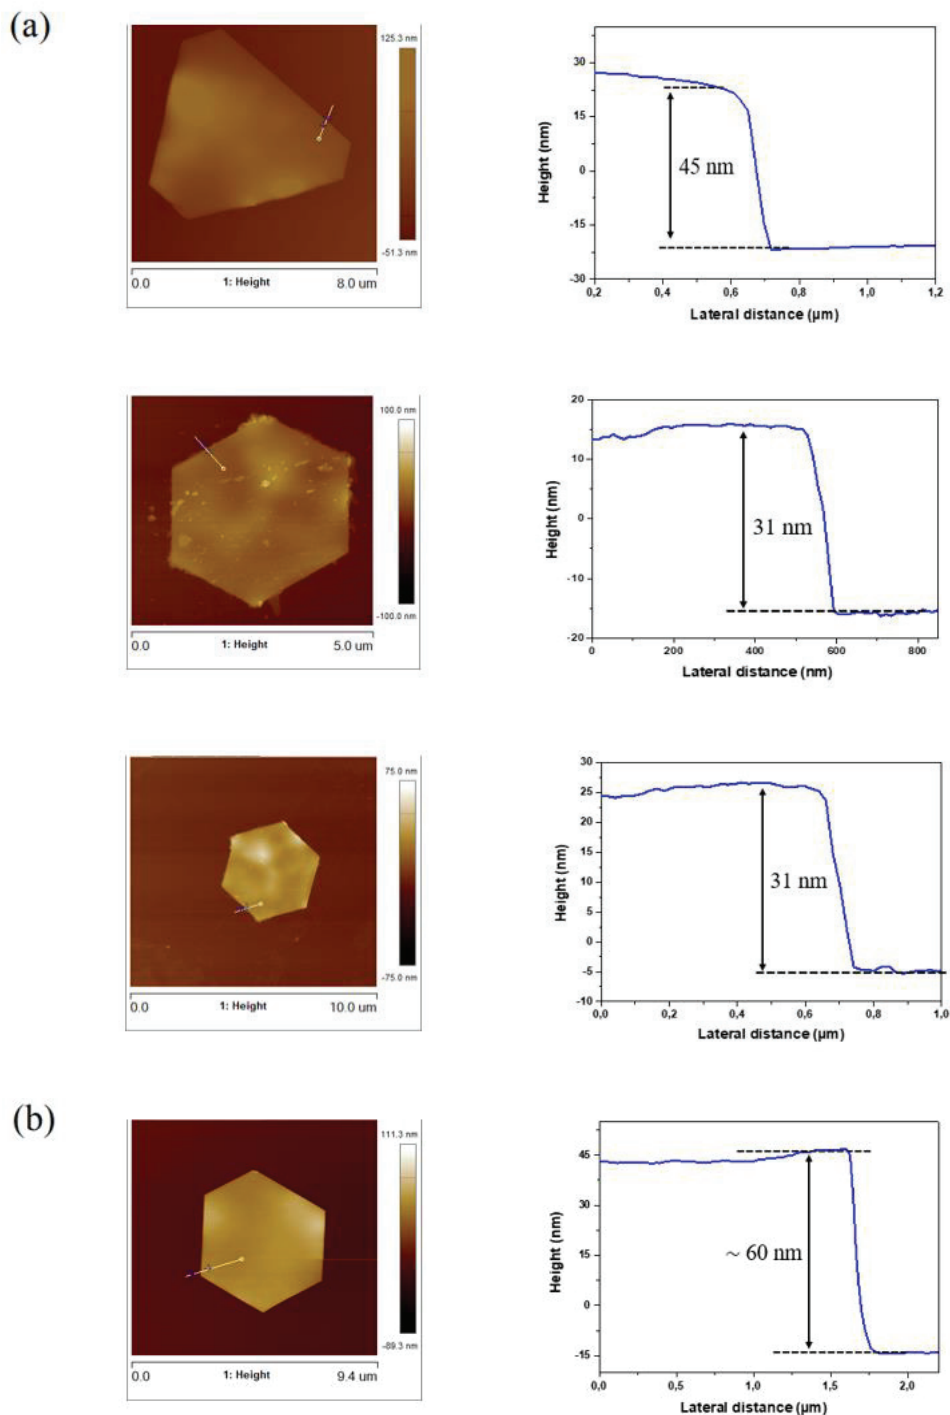 (a)
125.3 nm
-51.3 nm
0.0 1: Height 8.0 um
Height (nm)
30
15
0
-15
-30
45 nm
0,2 0,4 0,6 0,8 1,0 1,2
Lateral distance (µm)
100.0 nm
-100.0 nm
0.0 1: Height 5.0 um
Height (nm)
20
10
0
-10
-20
31 nm
0 200 400 600 800
Lateral distance (nm)
75.0 nm
-75.0 nm
0.0 1: Height 10.0 um
Height (nm)
30
25
20
15
10
5
0
-5
-10
31 nm
0,0 0,2 0,4 0,6 0,8 1,0
Lateral distance (µm)
(b)
111.3 nm
-89.3 nm
0.0 1: Height 9.4 um
Height (nm)
45
30
15
0
-15
~ 60 nm
0,0 0,5 1,0 1,5 2,0
Lateral distance (µm)